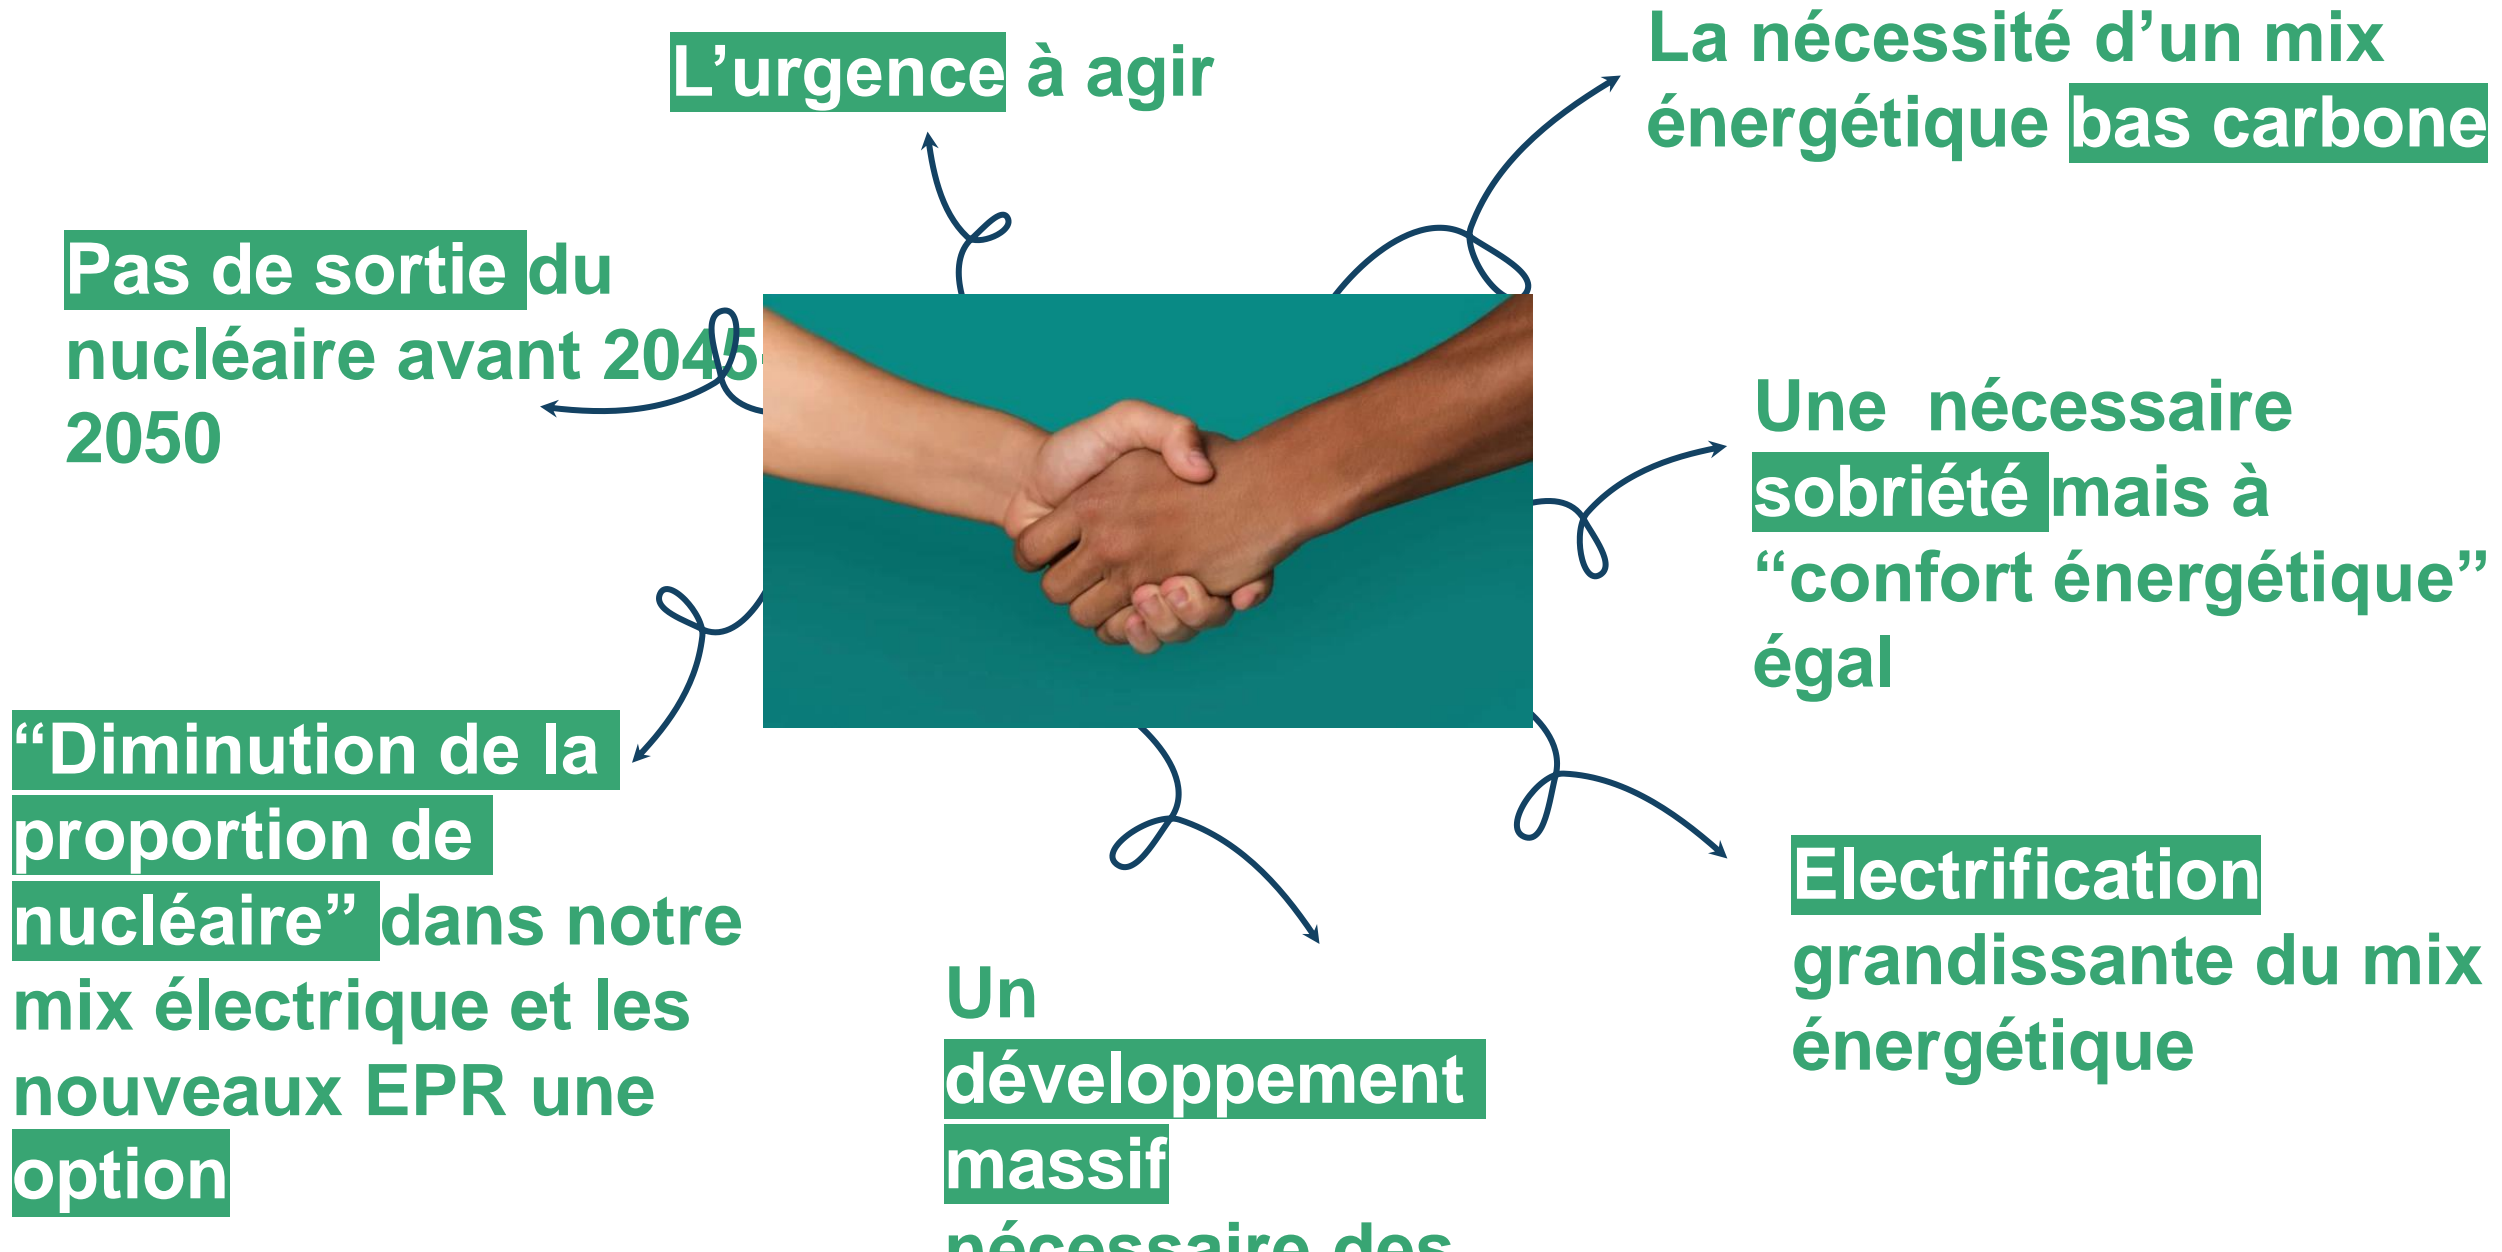 L’urgence à agir
La nécessité d’un mix
énergétique bas carbone
Pas de sortie du
nucléaire avant 2045-
2050
Une  nécessaire
sobriété mais à
“confort énergétique”
égal
“Diminution de la
proportion de
nucléaire” dans notre
mix électrique et les
nouveaux EPR une
option
Un
développement
massif
nécessaire des
Electrification
grandissante du mix
énergétique